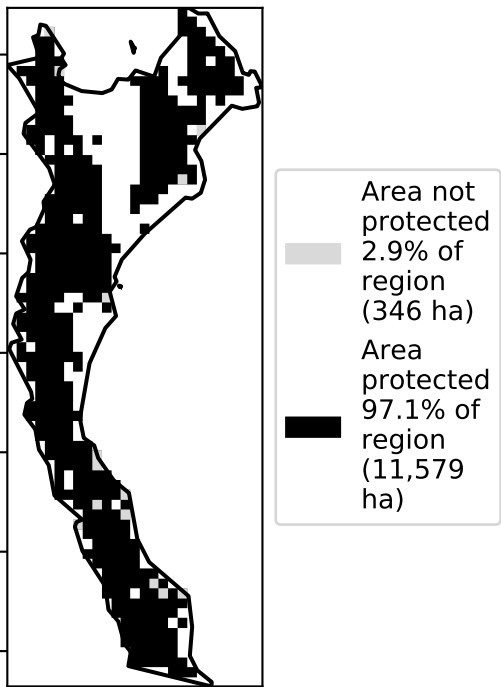 Area not
protected
2.9% of
region
(346 ha)
Area
protected
97.1% of
region
(11,579
ha)